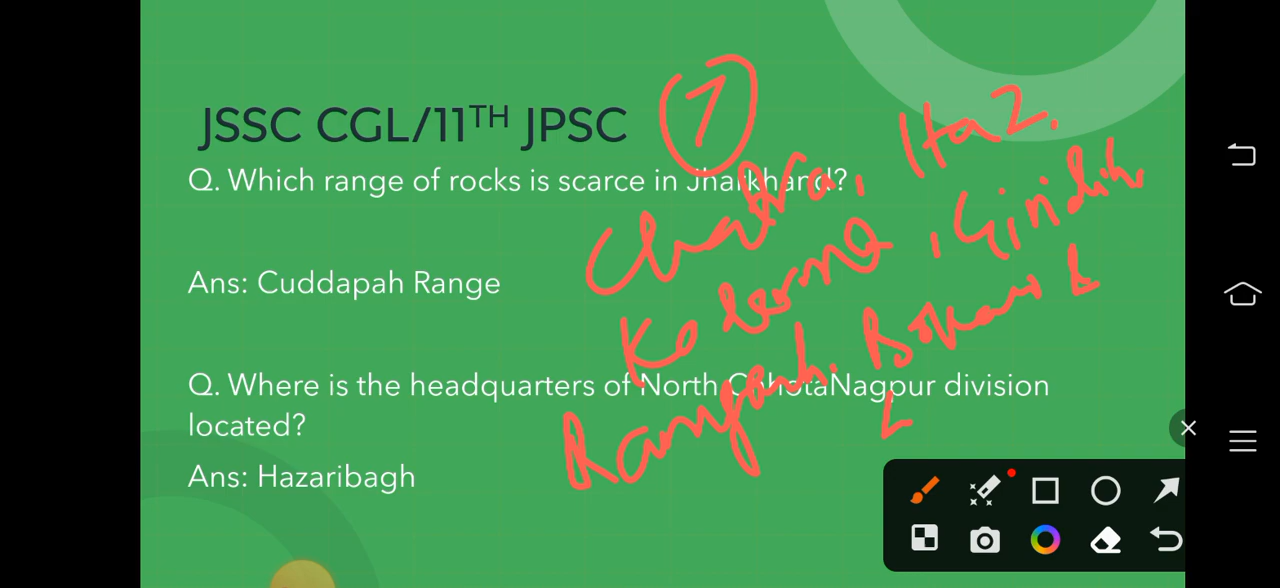 JSSC CGL/11TH JPSC
7
Q. Which range of rocks is scarce in Jharkhand?
Chatra, Haz.
Ans: Cuddapah Range
Koderma, Giridih
Ramgarh. Bokaro
Q. Where is the headquarters of North ChhotaNagpur division
located?
Ans: Hazaribagh